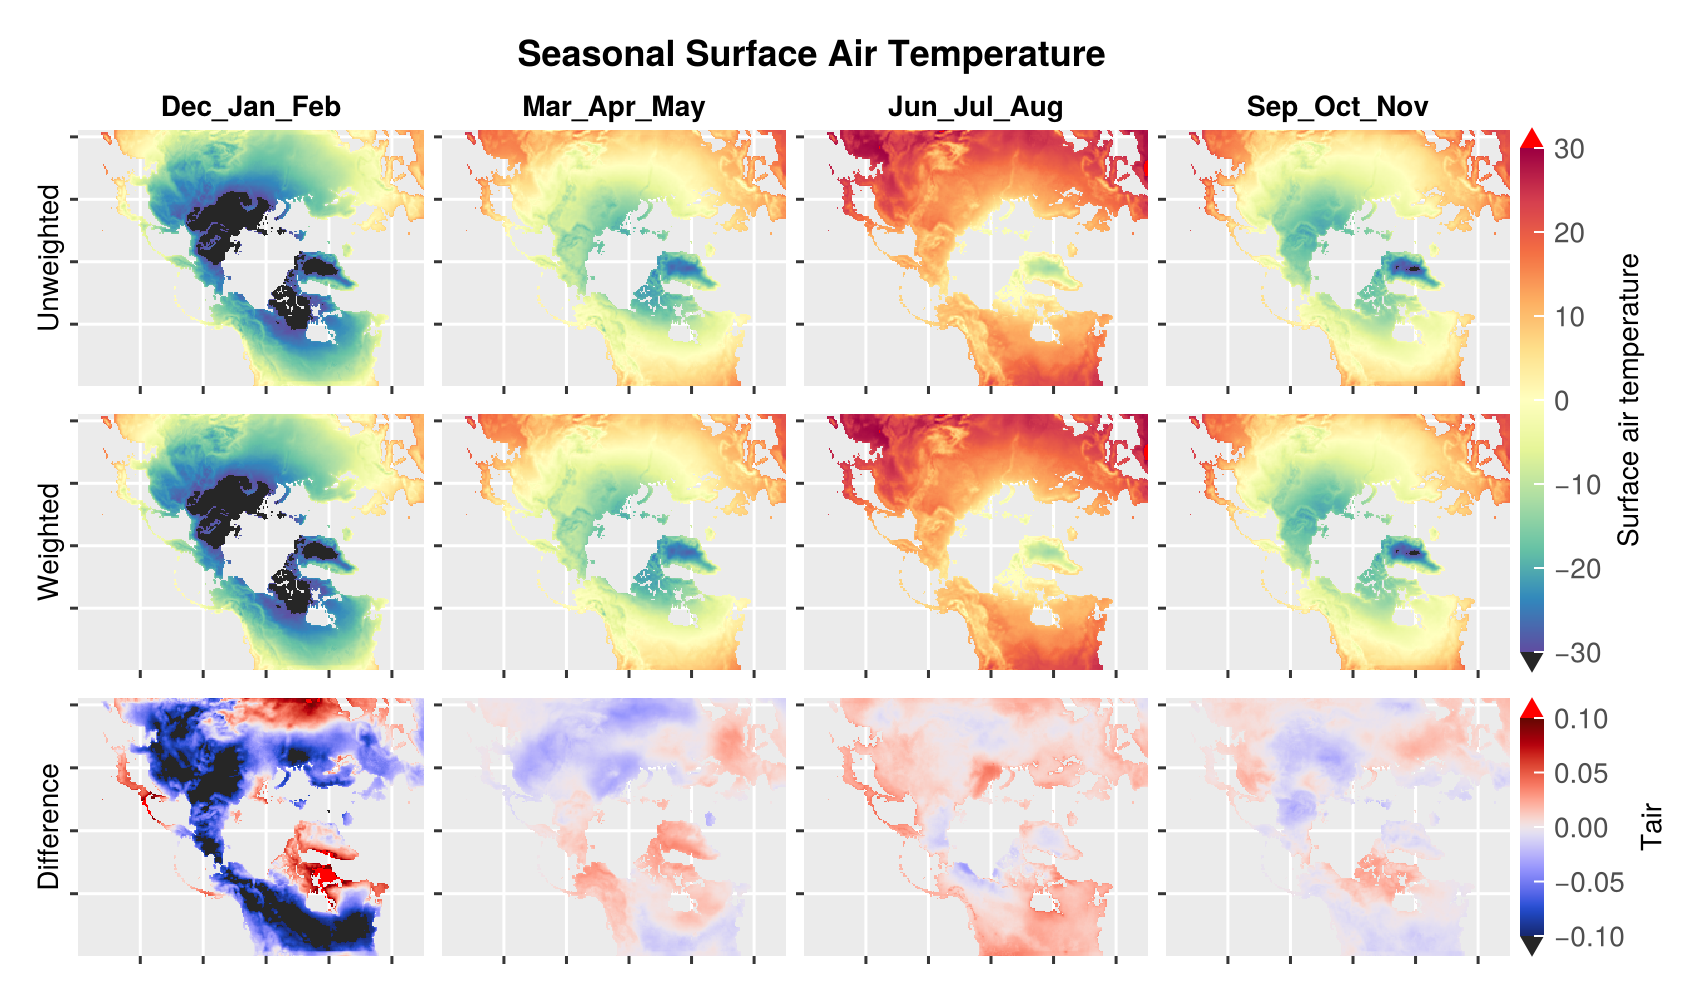 Seasonal Surface Air Temperature
Dec_Jan_Feb
Mar_Apr_May
Jun_Jul_Aug
Sep_Oct_Nov
Unweighted
Weighted
Difference
30
20
10
0
−10
−20
−30
Surface air temperature
0.10
0.05
0.00
−0.05
−0.10
Tair